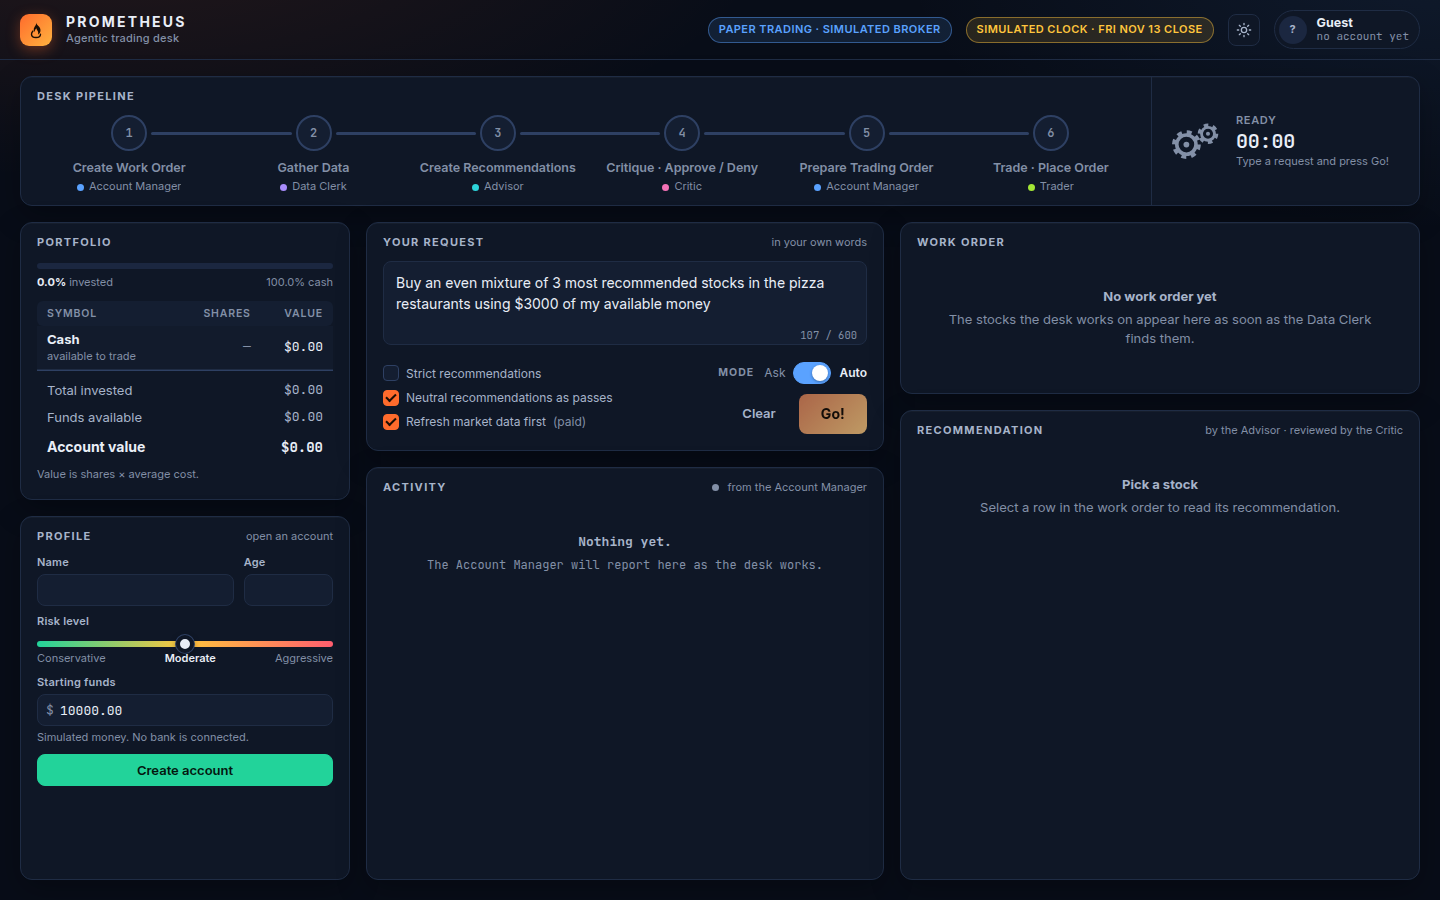 PROMETHEUS
Agentic trading desk
PAPER TRADING · SIMULATED BROKER
SIMULATED CLOCK · FRI NOV 13 CLOSE
?
Guest
no account yet
DESK PIPELINE
1
2
3
4
5
6
Create Work Order
Gather Data
Create Recommendations
Critique · Approve / Deny
Prepare Trading Order
Trade · Place Order
Account Manager
Data Clerk
Advisor
Critic
Account Manager
Trader
READY
00:00
Type a request and press Go!
PORTFOLIO
0.0% invested
100.0% cash
SYMBOL SHARES VALUE
Cash
available to trade
— $0.00
Total invested $0.00
Funds available $0.00
Account value $0.00
Value is shares × average cost.
PROFILE
open an account
Name
Age
Risk level
Conservative
Moderate
Aggressive
Starting funds
$ 10000.00
Simulated money. No bank is connected.
Create account
YOUR REQUEST
in your own words
Buy an even mixture of 3 most recommended stocks in the pizza
restaurants using $3000 of my available money
107 / 600
Strict recommendations
Neutral recommendations as passes
Refresh market data first (paid)
MODE Ask Auto
Clear
Go!
ACTIVITY
from the Account Manager
Nothing yet.
The Account Manager will report here as the desk works.
WORK ORDER
No work order yet
The stocks the desk works on appear here as soon as the Data Clerk
finds them.
RECOMMENDATION
by the Advisor · reviewed by the Critic
Pick a stock
Select a row in the work order to read its recommendation.